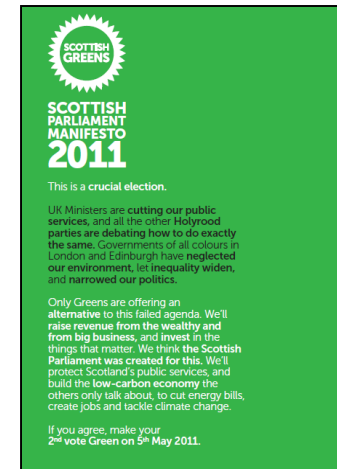 SCOTTISH
GREENS
SCOTTISH
PARLIAMENT
MANIFESTO
2011
This is a crucial election.
UK Ministers are cutting our public
services, and all the other Holyrood
parties are debating how to do exactly
the same. Governments of all colours in
London and Edinburgh have neglected
our environment, let inequality widen,
and narrowed our politics.
Only Greens are offering an
alternative to this failed agenda. We'll
raise revenue from the wealthy and
from big business, and invest in the
things that matter. We think the Scottish
Parliament was created for this. We'll
protect Scotland's public services, and
build the low-carbon economy the
others only talk about, to cut energy bills,
create jobs and tackle climate change.
If you agree, make your
2nd vote Green on 5th May 2011.